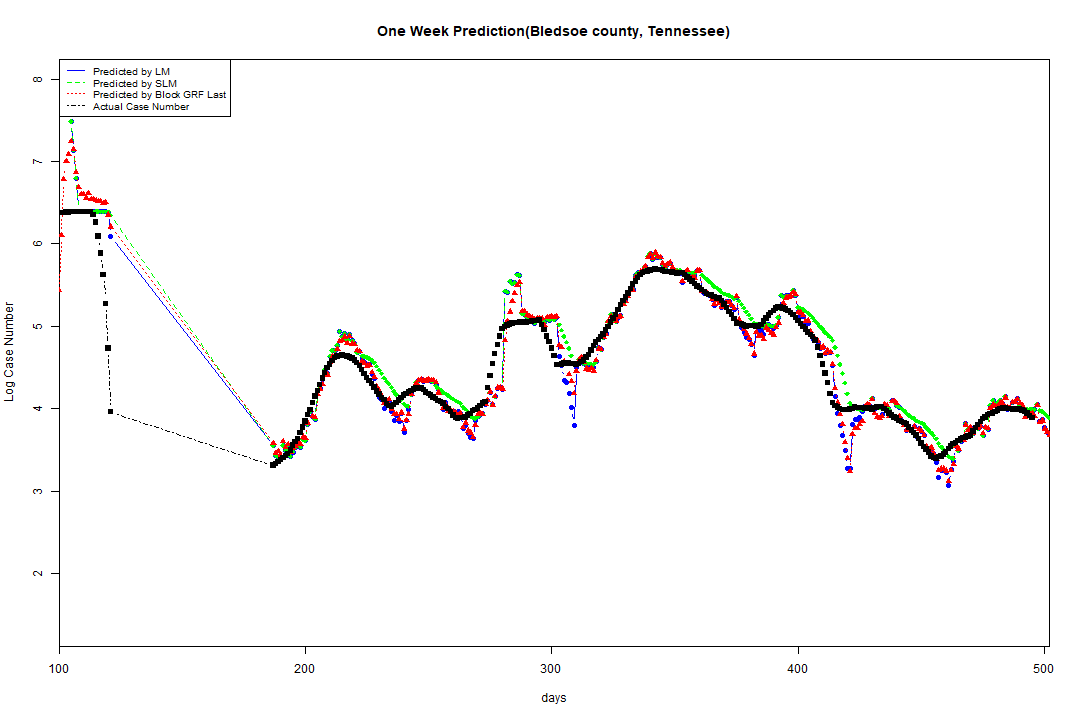 One Week Prediction(Bledsoe county, Tennessee)
Predicted by LM
Predicted by SLM
Predicted by Block GRF Last
Actual Case Number
8
7
6
5
4
3
2
Log Case Number
100 200 300 400 500
days